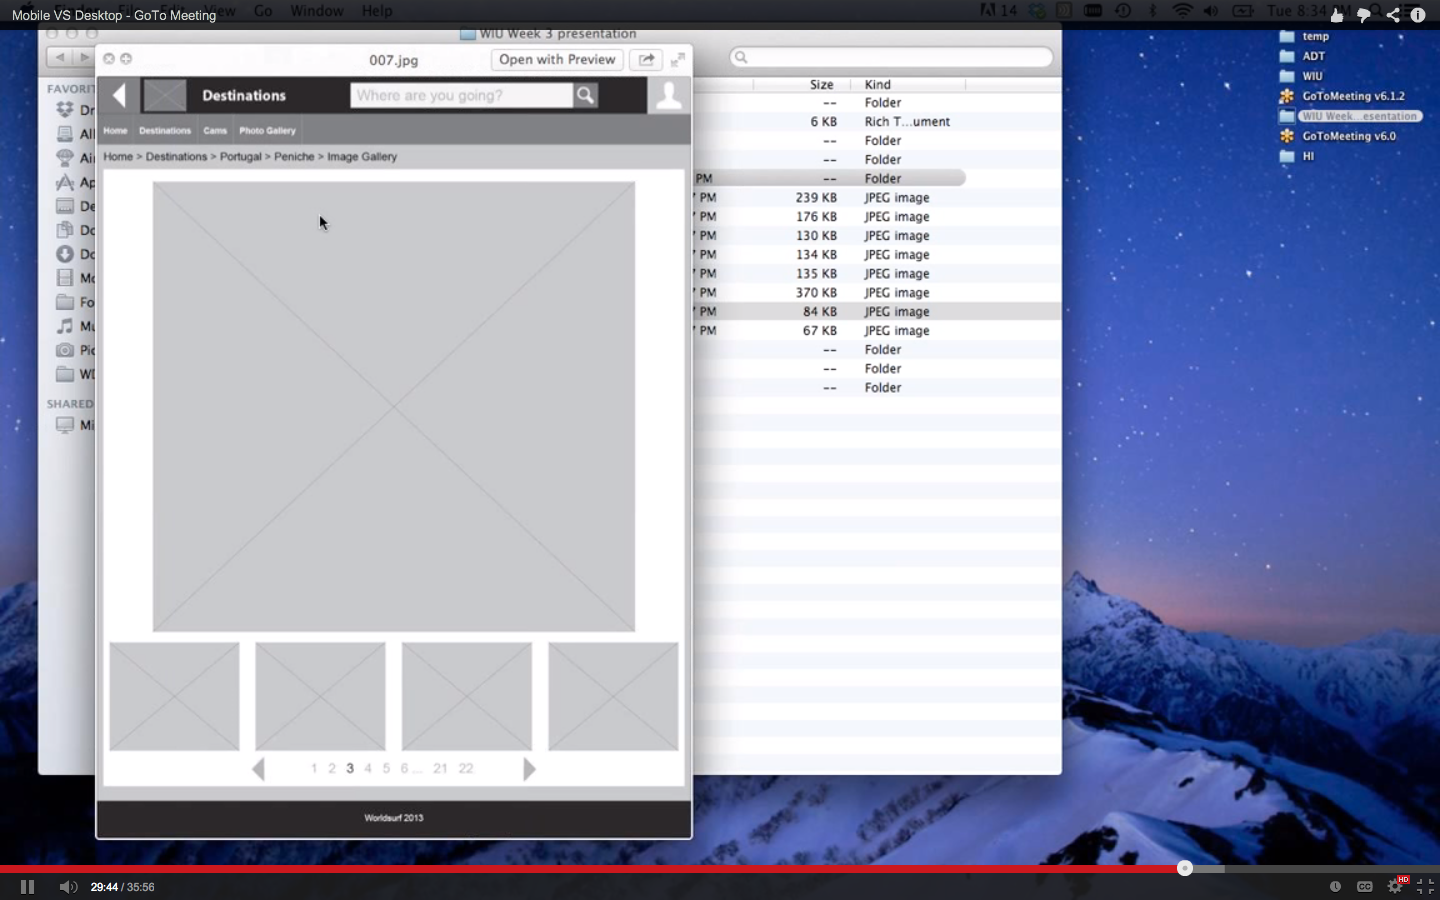 Mobile VS Desktop - GoTo Meeting
Go Window Help
14
Tue 8:34
WIU Week 3 presentation
007.jpg
Open with Preview
Destinations
Where are you going?
Home Destinations Cams Photo Gallery
Home > Destinations > Portugal > Peniche > Image Gallery
1 2 3 4 5 6 ... 21 22
Worldsurf 2013
FAVORIT
Dr
All
Air
Ap
De
Do
Do
Mo
Fo
Mu
Pic
WD
SHARED
Mi
Size Kind
-- Folder
6 KB Rich T...ument
-- Folder
-- Folder
PM -- Folder
PM 239 KB JPEG image
PM 176 KB JPEG image
PM 130 KB JPEG image
PM 134 KB JPEG image
PM 135 KB JPEG image
PM 370 KB JPEG image
PM 84 KB JPEG image
PM 67 KB JPEG image
-- Folder
-- Folder
-- Folder
temp
ADT
WIU
GoToMeeting v6.1.2
WIU Week...esentation
GoToMeeting v6.0
HI
29:44 / 35:56
CC
HD